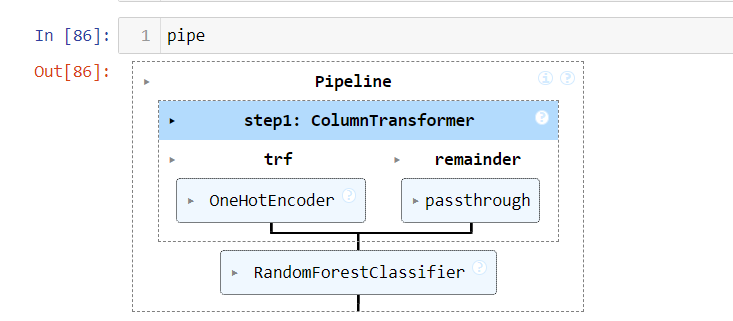 In [86]: 1 pipe
Out[86]:
Pipeline
step1: ColumnTransformer
trf remainder
OneHotEncoder passthrough
RandomForestClassifier